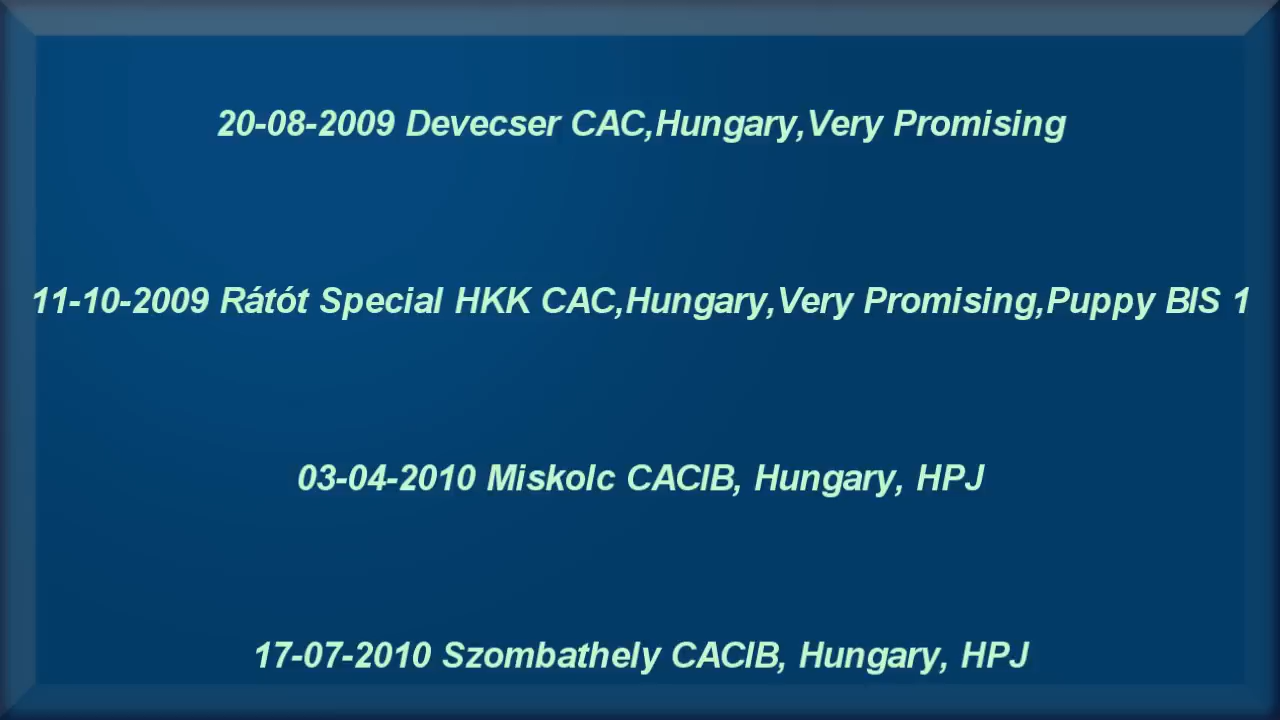 20-08-2009 Devecser CAC,Hungary,Very Promising
11-10-2009 Rátót Special HKK CAC,Hungary,Very Promising,Puppy BIS 1
03-04-2010 Miskolc CACIB, Hungary, HPJ
17-07-2010 Szombathely CACIB, Hungary, HPJ